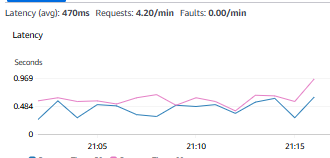 Latency (avg): 470ms Requests: 4.20/min Faults: 0.00/min
Latency
Seconds
0.969
0.484
0
21:05 21:10 21:15